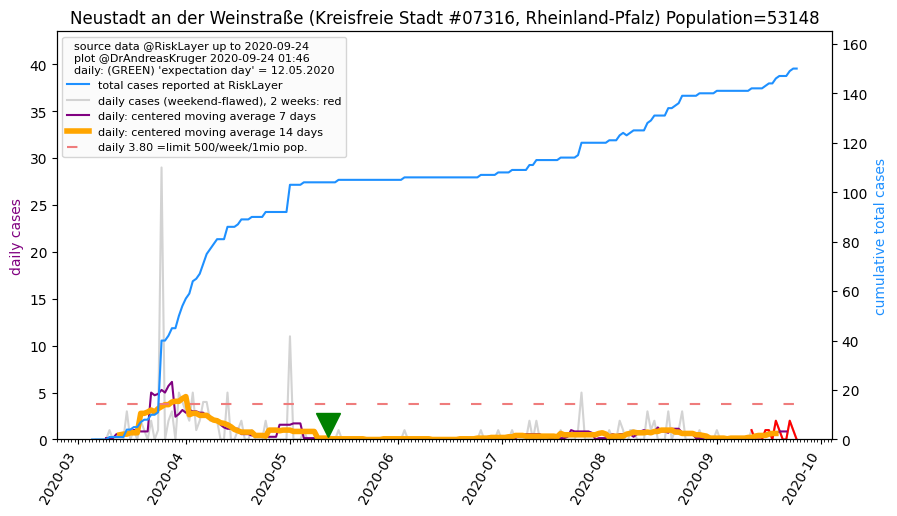 Neustadt an der Weinstraße (Kreisfreie Stadt #07316, Rheinland-Pfalz) Population=53148
source data @RiskLayer up to 2020-09-24
plot @DrAndreasKruger 2020-09-24 01:46
daily: (GREEN) 'expectation day' = 12.05.2020
total cases reported at RiskLayer
daily cases (weekend-flawed), 2 weeks: red
daily: centered moving average 7 days
daily: centered moving average 14 days
daily 3.80 =limit 500/week/1mio pop.
daily cases
40
35
30
25
20
15
10
5
0
160
140
120
100
80
60
40
20
0
cumulative total cases
2020-03
2020-04
2020-05
2020-06
2020-07
2020-08
2020-09
2020-10